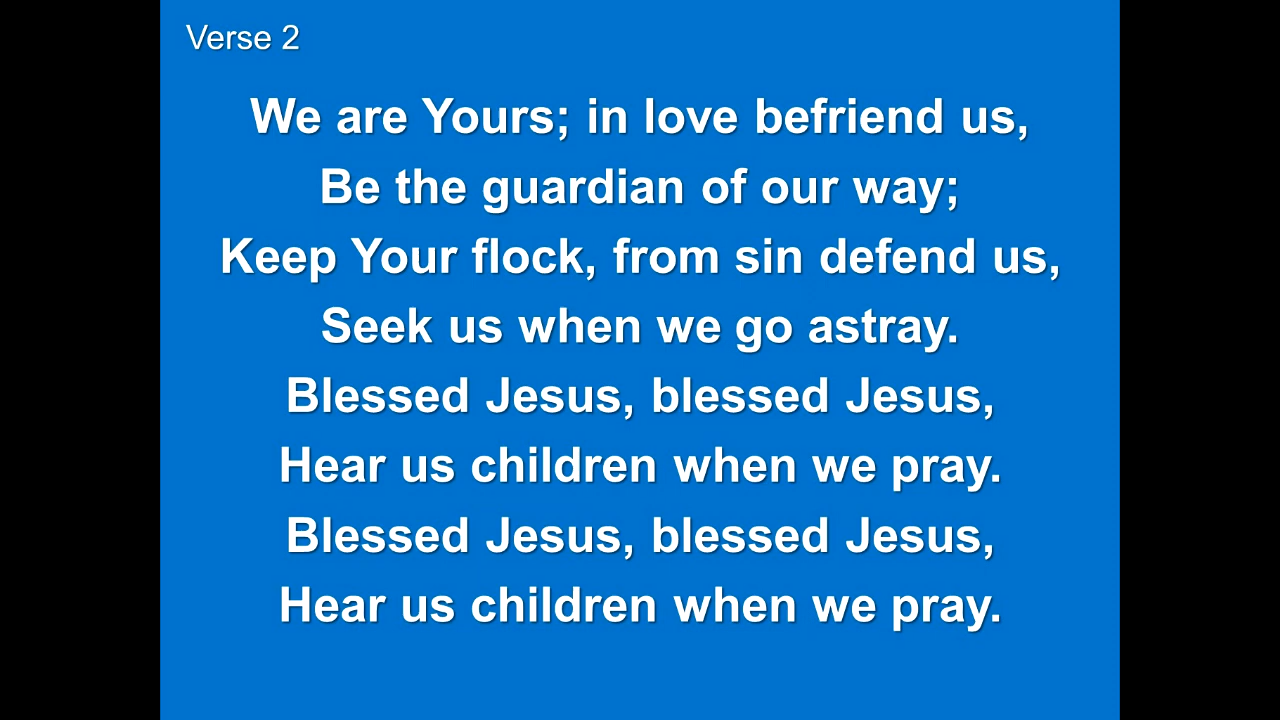 Verse 2
We are Yours; in love befriend us,
Be the guardian of our way;
Keep Your flock, from sin defend us,
Seek us when we go astray.
Blessed Jesus, blessed Jesus,
Hear us children when we pray.
Blessed Jesus, blessed Jesus,
Hear us children when we pray.